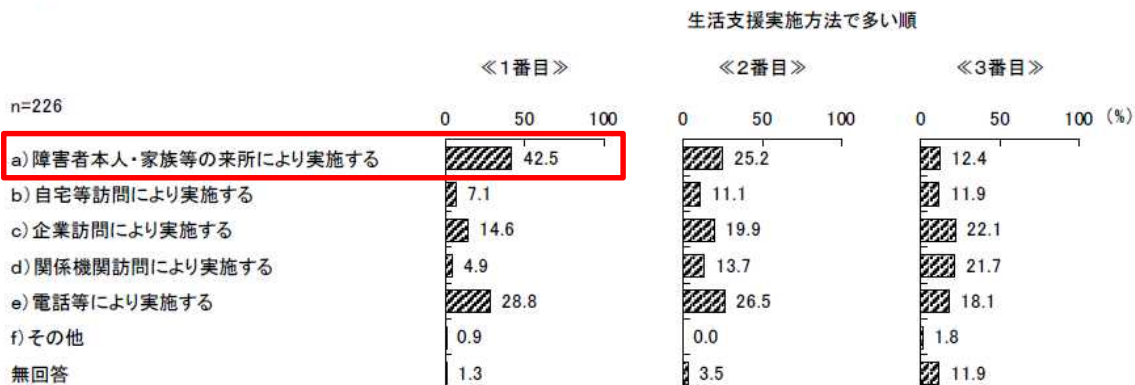 生活支援実施方法で多い順
≪1番目≫ ≪2番目≫ ≪3番目≫
n=226
0 50 100 0 50 100 0 50 100 (%)
a)障害者本人・家族等の来所により実施する 42.5 25.2 12.4
b)自宅等訪問により実施する 7.1 11.1 11.9
c)企業訪問により実施する 14.6 19.9 22.1
d)関係機関訪問により実施する 4.9 13.7 21.7
e)電話等により実施する 28.8 26.5 18.1
f)その他 0.9 0.0 1.8
無回答 1.3 3.5 11.9